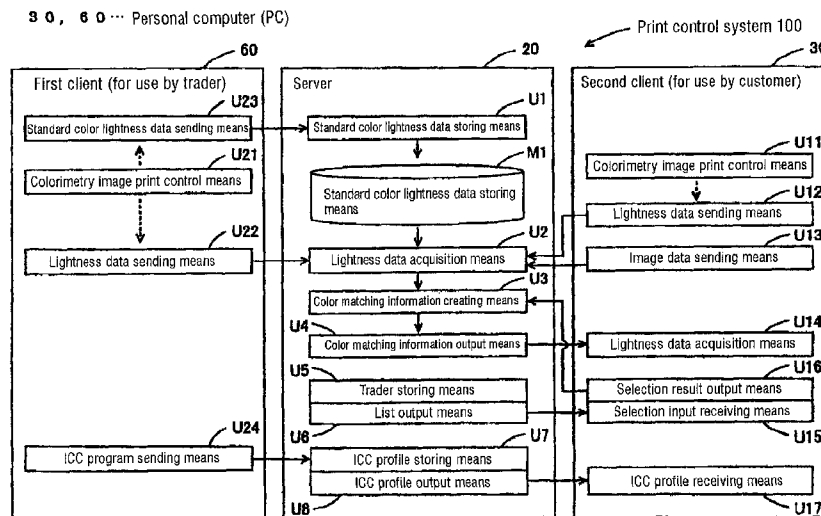 30, 60··· Personal computer (PC)
Print control system 100
60
20
30
First client (for use by trader)
Server
Second client (for use by customer)
U23
Standard color lightness data sending means
U1
Standard color lightness data storing means
U21
Colorimetry image print control means
M1
Standard color lightness data storing means
U11
Colorimetry image print control means
U12
Lightness data sending means
U22
Lightness data sending means
U2
Lightness data acquisition means
U13
Image data sending means
U3
Color matching information creating means
U4
Color matching information output means
U14
Lightness data acquisition means
U5
Trader storing means
List output means
U6
U16
Selection result output means
Selection input receiving means
U15
U24
ICC program sending means
U7
ICC profile storing means
ICC profile output means
U8
ICC profile receiving means
U17